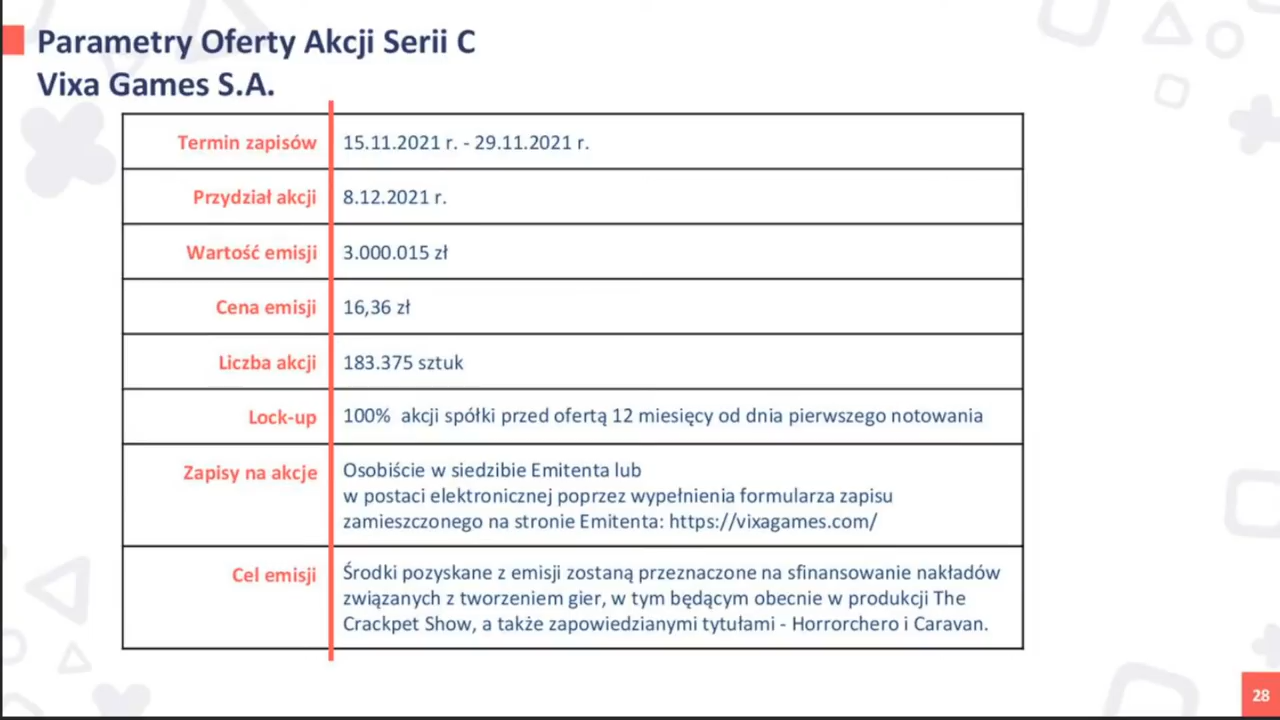 Parametry Oferty Akcji Serii C
Vixa Games S.A.
Termin zapisów 15.11.2021 r. - 29.11.2021 r.
Przydział akcji 8.12.2021 r.
Wartość emisji 3.000.015 zł
Cena emisji 16,36 zł
Liczba akcji 183.375 sztuk
Lock-up 100% akcji spółki przed ofertą 12 miesięcy od dnia pierwszego notowania
Zapisy na akcje Osobiście w siedzibie Emitenta lub
w postaci elektronicznej poprzez wypełnienia formularza zapisu
zamieszczonego na stronie Emitenta: https://vixagames.com/
Cel emisji Środki pozyskane z emisji zostaną przeznaczone na sfinansowanie nakładów
związanych z tworzeniem gier, w tym będącym obecnie w produkcji The
Crackpet Show, a także zapowiedzianymi tytułami - Horrorchero i Caravan.
28